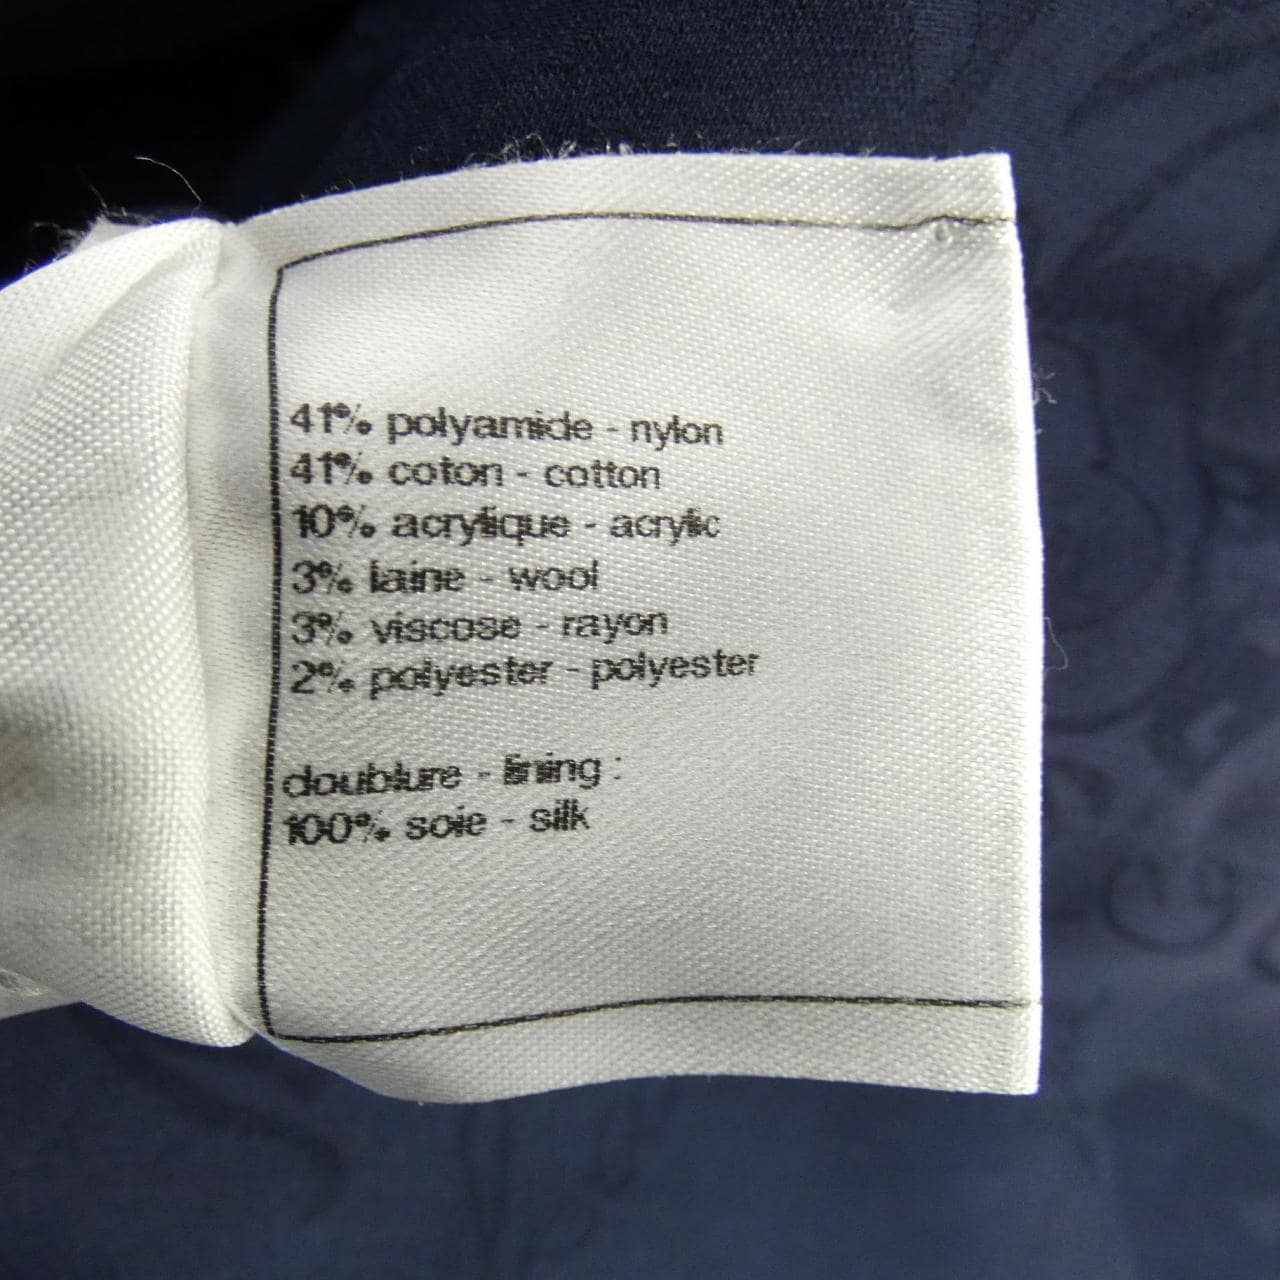 41% polyamide - nylon
41% coton - cotton
10% acrylique - acrylic
3% laine - wool
3% viscose - rayon
2% polyester - polyester
doublure - lining :
100% soie - silk